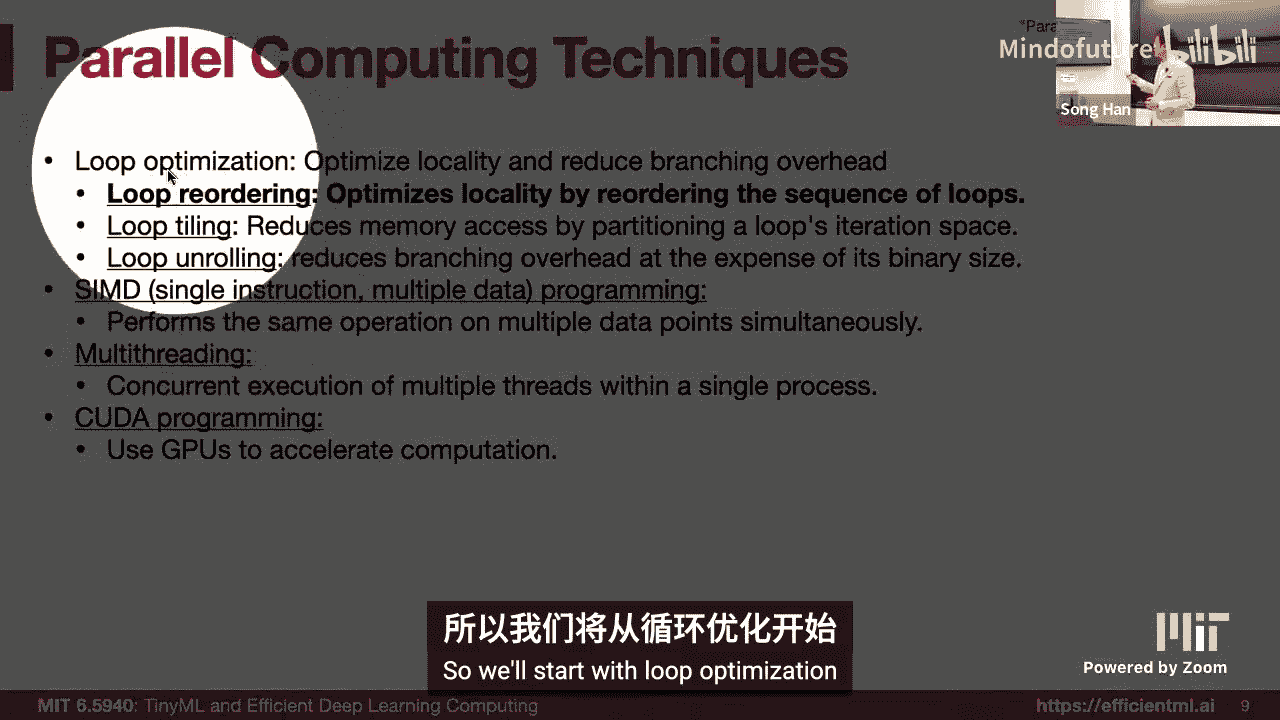 Parallel Computing Techniques
"Para
Mindofuture
bilibili
Song Han
• Loop optimization: Optimize locality and reduce branching overhead
• Loop reordering: Optimizes locality by reordering the sequence of loops.
• Loop tiling: Reduces memory access by partitioning a loop's iteration space.
• Loop unrolling: reduces branching overhead at the expense of its binary size.
• SIMD (single instruction, multiple data) programming:
• Performs the same operation on multiple data points simultaneously.
• Multithreading:
• Concurrent execution of multiple threads within a single process.
• CUDA programming:
• Use GPUs to accelerate computation.
所以我们将从循环优化开始
So we'll start with loop optimization
MIT
Powered by Zoom
MIT 6.5940: TinyML and Efficient Deep Learning Computing
https://efficientml.ai
9